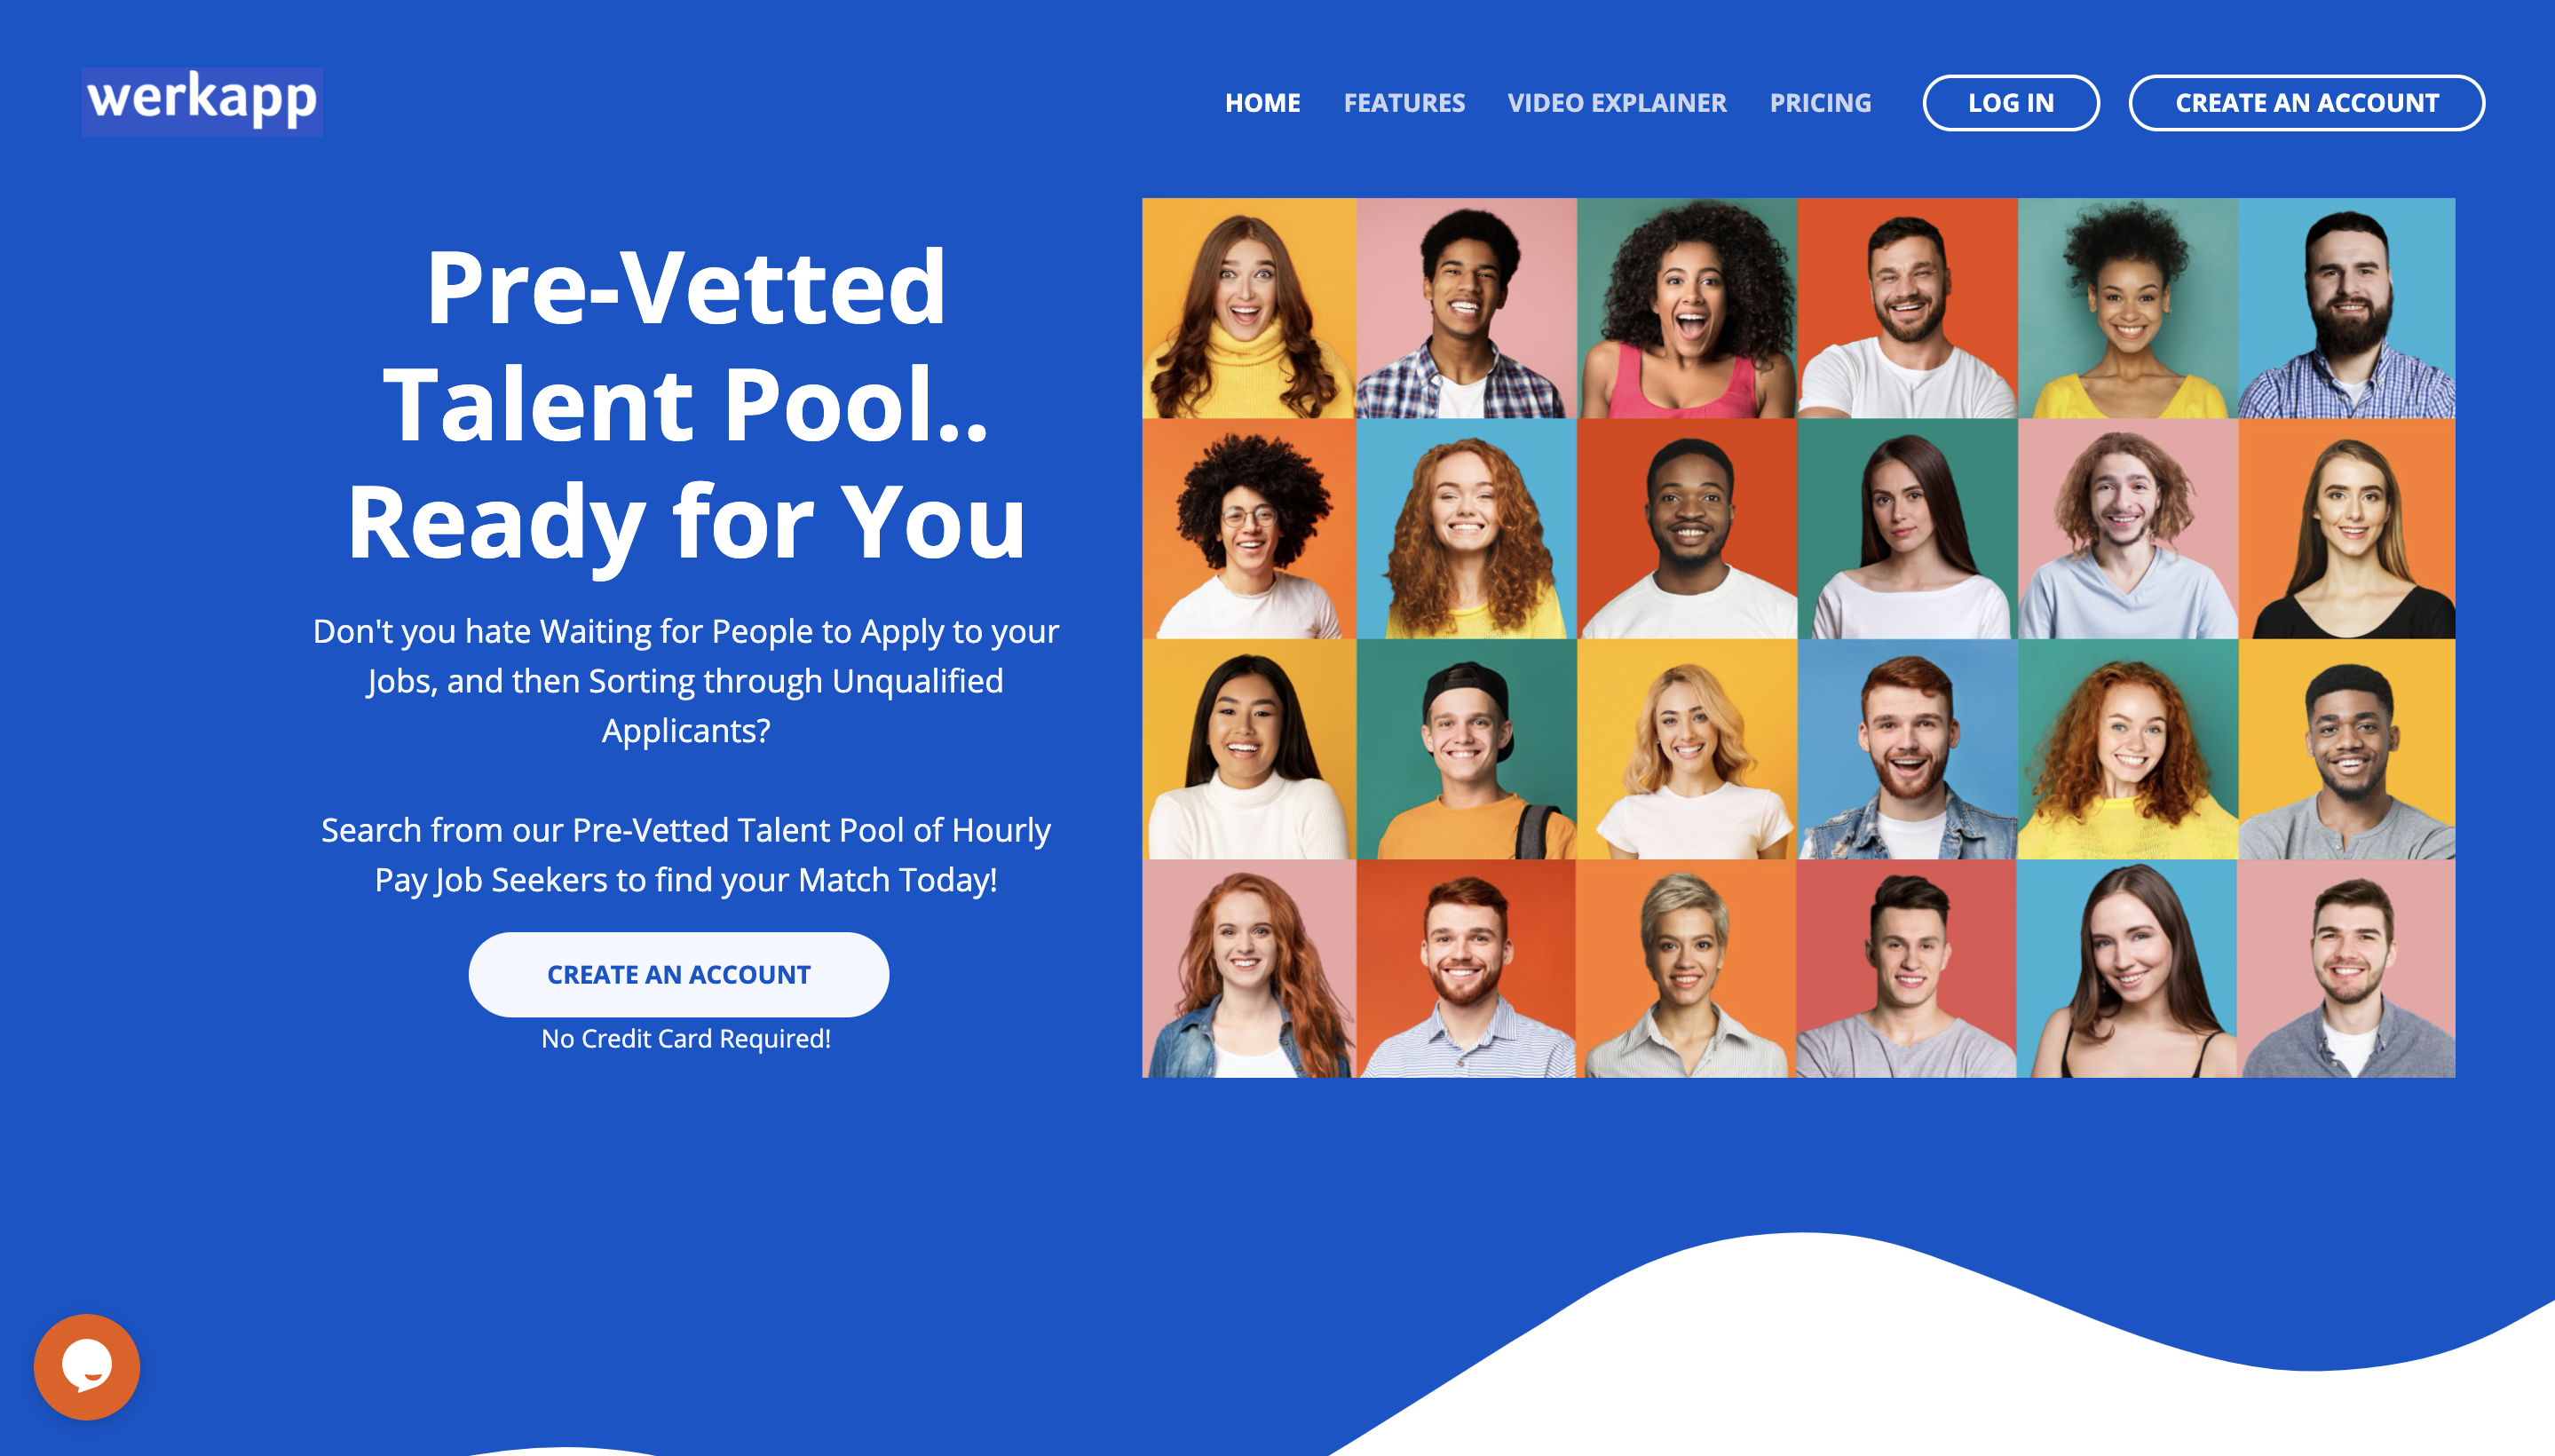 werkapp
HOME
FEATURES
VIDEO EXPLAINER
PRICING
LOG IN
CREATE AN ACCOUNT
Pre-Vetted
Talent Pool..
Ready for You
Don't you hate Waiting for People to Apply to your
Jobs, and then Sorting through Unqualified
Applicants?
Search from our Pre-Vetted Talent Pool of Hourly
Pay Job Seekers to find your Match Today!
CREATE AN ACCOUNT
No Credit Card Required!